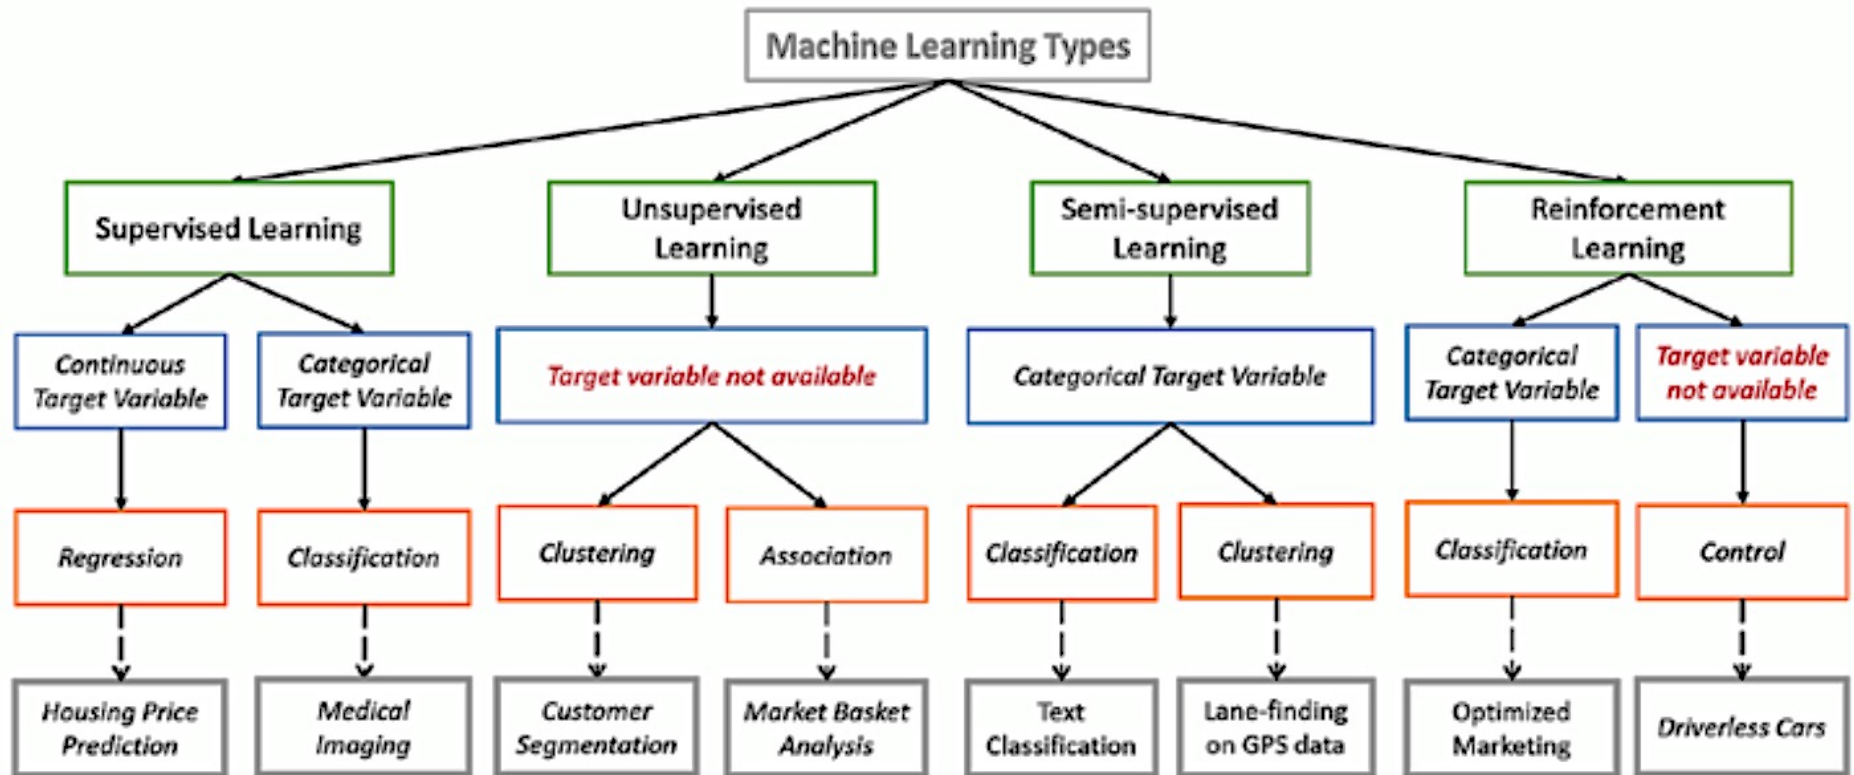 Machine Learning Types
Supervised Learning
Unsupervised
Learning
Semi-supervised
Learning
Reinforcement
Learning
Continuous
Target Variable
Categorical
Target Variable
Target variable not available
Categorical Target Variable
Categorical
Target Variable
Target variable
not available
Regression
Classification
Clustering
Association
Classification
Clustering
Classification
Control
Housing Price
Prediction
Medical
Imaging
Customer
Segmentation
Market Basket
Analysis
Text
Classification
Lane-finding
on GPS data
Optimized
Marketing
Driverless Cars